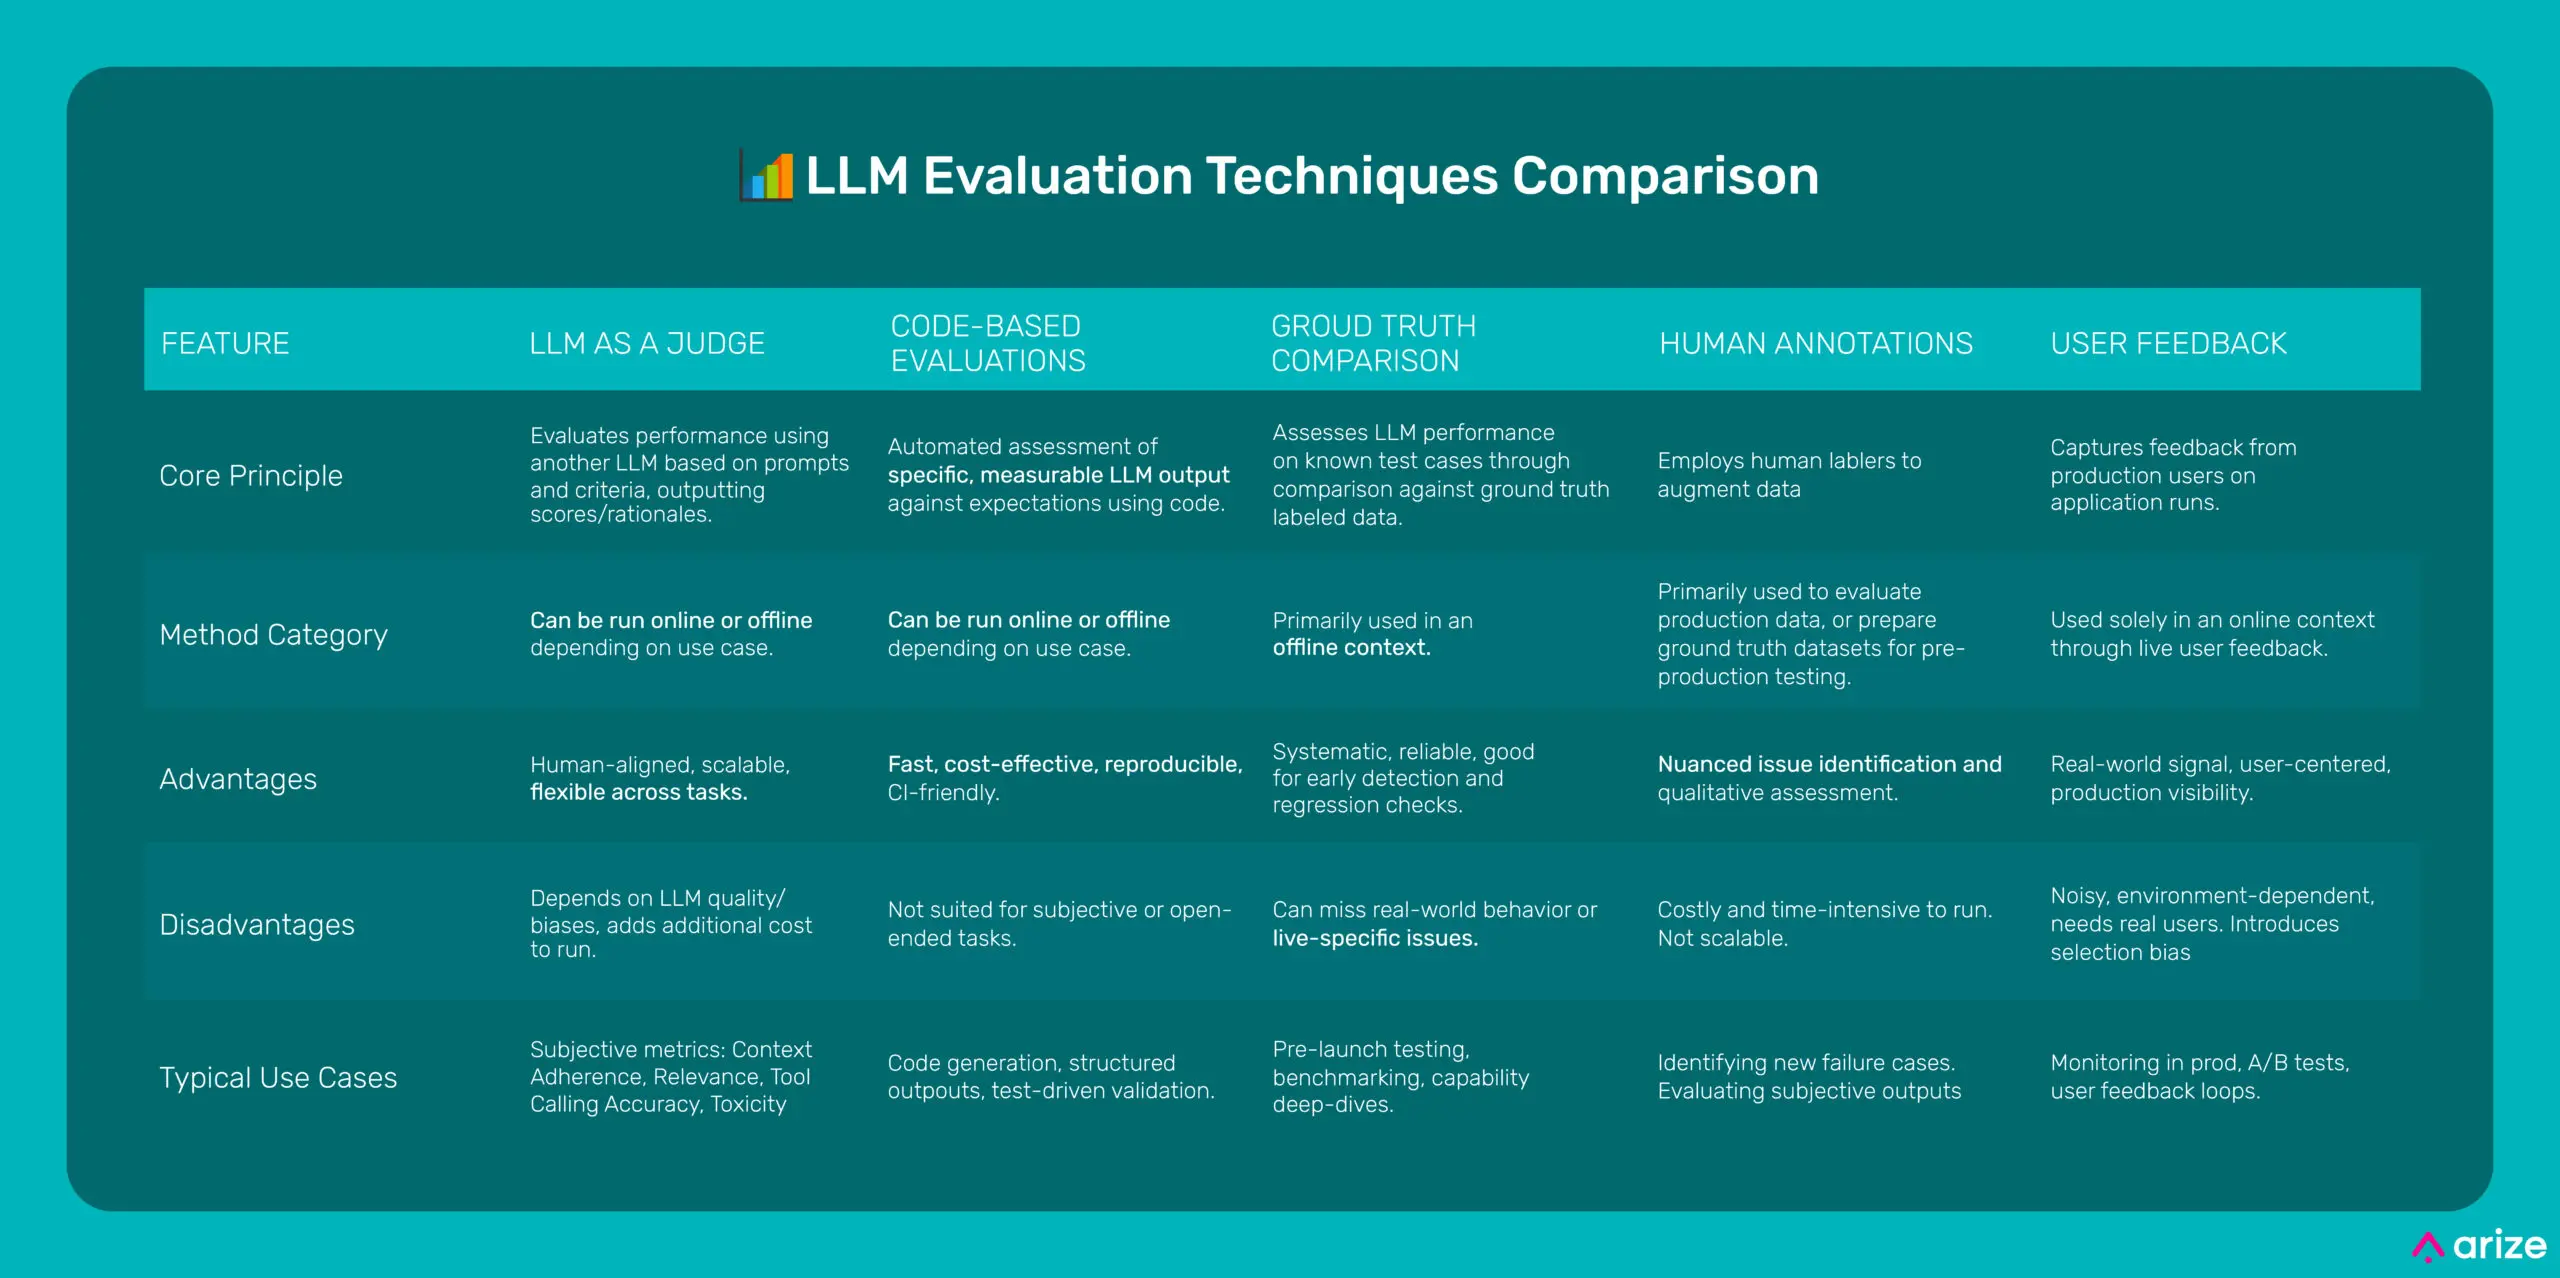 LLM Evaluation Techniques Comparison
FEATURE
LLM AS A JUDGE
CODE-BASED
EVALUATIONS
GROUD TRUTH
COMPARISON
HUMAN ANNOTATIONS
USER FEEDBACK
Core Principle
Evaluates performance using
another LLM based on prompts
and criteria, outputting
scores/rationales.
Automated assessment of
specific, measurable LLM output
against expectations using code.
Assesses LLM performance
on known test cases through
comparison against ground truth
labeled data.
Employs human lablers to
augment data
Captures feedback from
production users on
application runs.
Method Category
Can be run online or offline
depending on use case.
Can be run online or offline
depending on use case.
Primarily used in an
offline context.
Primarily used to evaluate
production data, or prepare
ground truth datasets for pre-
production testing.
Used solely in an online context
through live user feedback.
Advantages
Human-aligned, scalable,
flexible across tasks.
Fast, cost-effective, reproducible,
CI-friendly.
Systematic, reliable, good
for early detection and
regression checks.
Nuanced issue identification and
qualitative assessment.
Real-world signal, user-centered,
production visibility.
Disadvantages
Depends on LLM quality/
biases, adds additional cost
to run.
Not suited for subjective or open-
ended tasks.
Can miss real-world behavior or
live-specific issues.
Costly and time-intensive to run.
Not scalable.
Noisy, environment-dependent,
needs real users. Introduces
selection bias
Typical Use Cases
Subjective metrics: Context
Adherence, Relevance, Tool
Calling Accuracy, Toxicity
Code generation, structured
outpouts, test-driven validation.
Pre-launch testing,
benchmarking, capability
deep-dives.
Identifying new failure cases.
Evaluating subjective outputs
Monitoring in prod, A/B tests,
user feedback loops.
arize